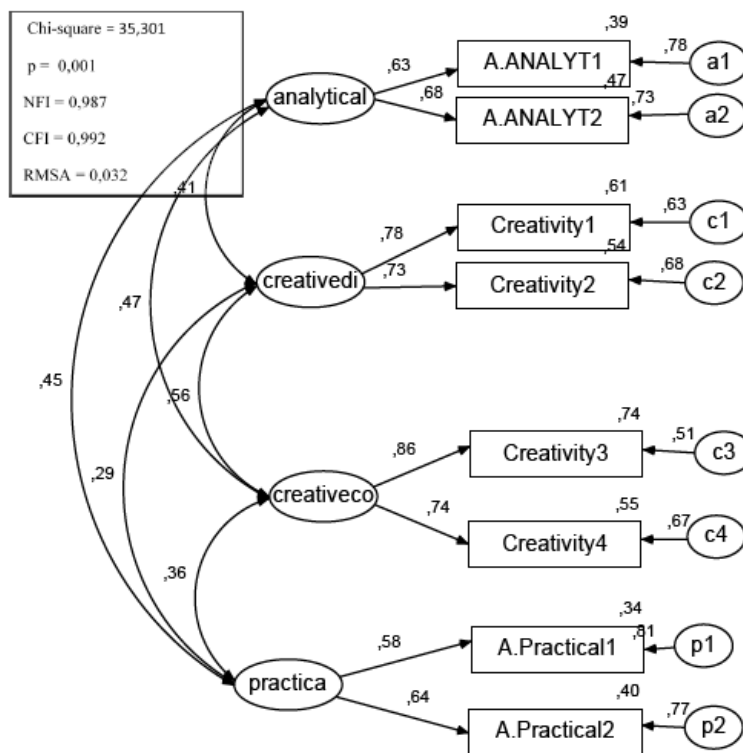 Chi-square = 35,301
p = 0,001
NFI = 0,987
CFI = 0,992
RMSA = 0,032
,39
,63
A.ANALYT1
,78
a1
analytical
,47
,68
A.ANALYT2
,73
a2
,41
,61
,78
Creativity1
,63
c1
,54
creativedi
,73
Creativity2
,68
c2
,47
,45
,56
,74
,86
Creativity3
,51
c3
,29
creativeco
,55
,74
Creativity4
,67
c4
,36
,34
,58
A.Practical1
,81
p1
practica
,40
,64
A.Practical2
,77
p2